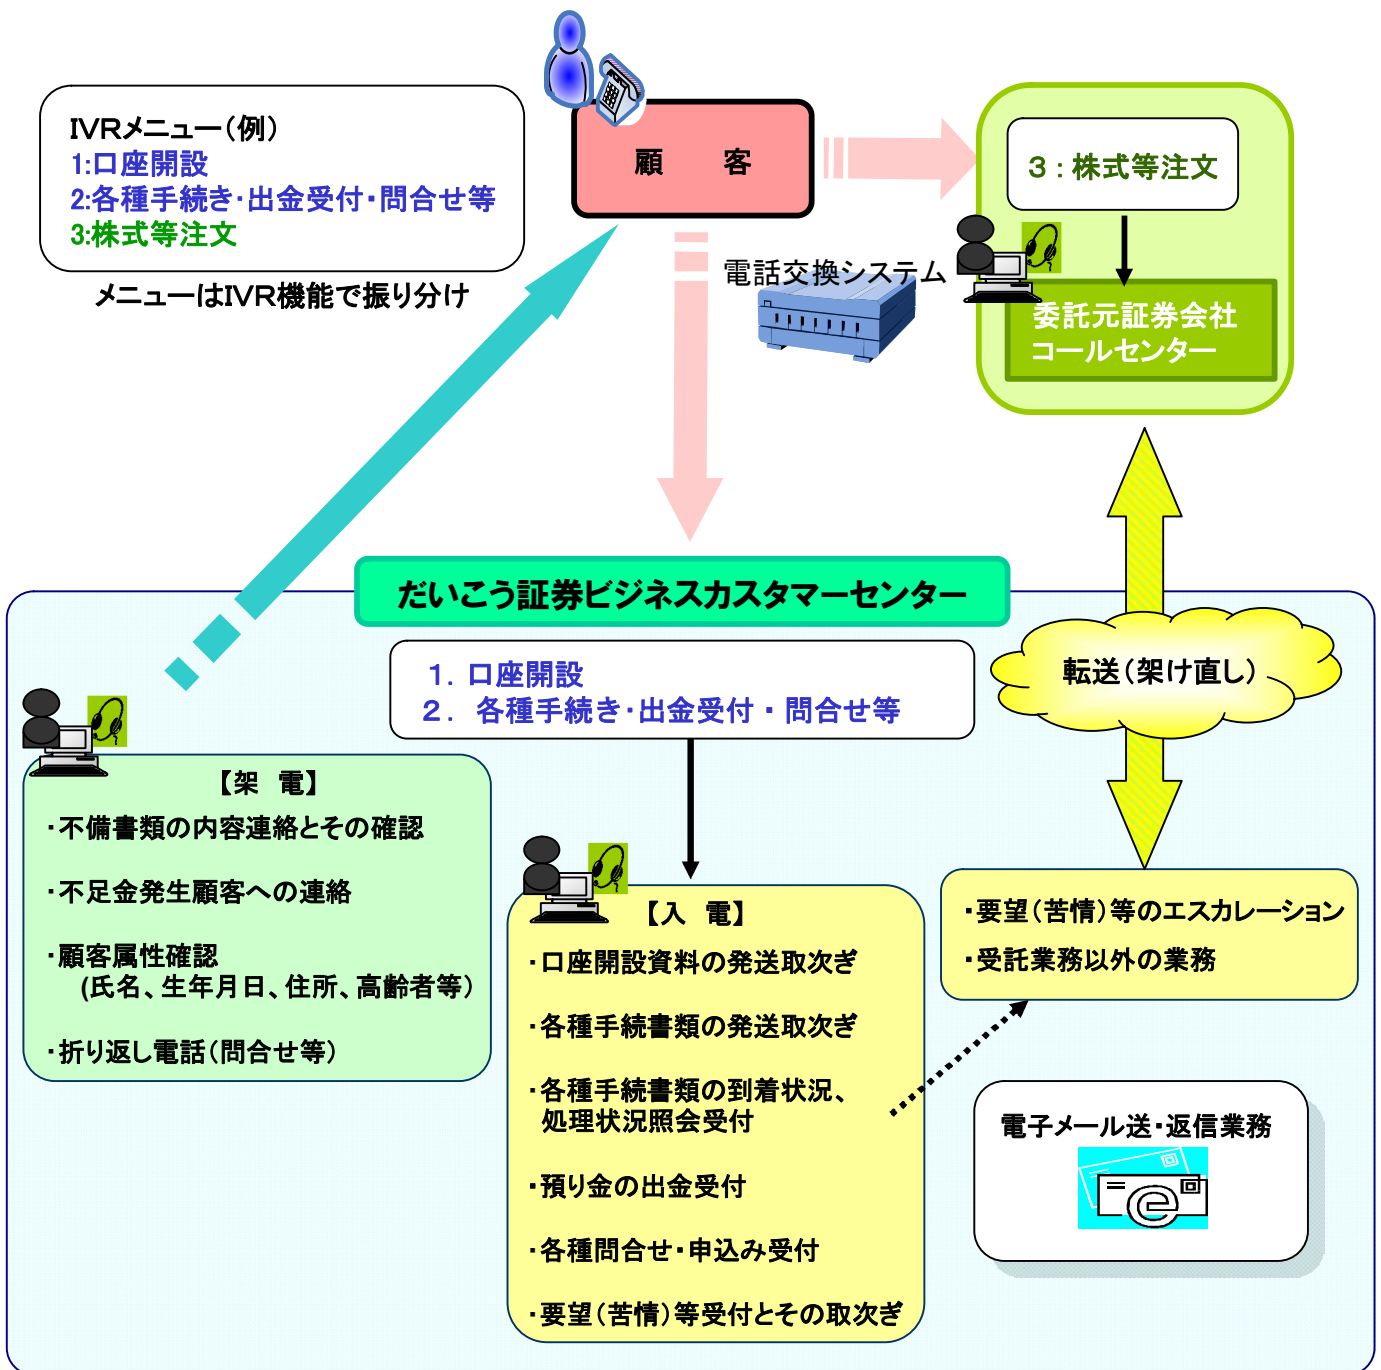 IVRメニュー（例）
1:口座開設
2:各種手続き・出金受付・問合せ等
3:株式等注文
メニューはIVR機能で振り分け
顧　客
電話交換システム
３：株式等注文
委託元証券会社
コールセンター
だいこう証券ビジネスカスタマーセンター
１．口座開設
２．各種手続き・出金受付・問合せ等
転送（架け直し）
【架　電】
・不備書類の内容連絡とその確認
・不足金発生顧客への連絡
・顧客属性確認
(氏名、生年月日、住所、高齢者等）
・折り返し電話（問合せ等）
【入　電】
・口座開設資料の発送取次ぎ
・各種手続書類の発送取次ぎ
・各種手続書類の到着状況、
処理状況照会受付
・預り金の出金受付
・各種問合せ・申込み受付
・要望（苦情）等受付とその取次ぎ
・要望（苦情）等のエスカレーション
・受託業務以外の業務
電子メール送・返信業務
e